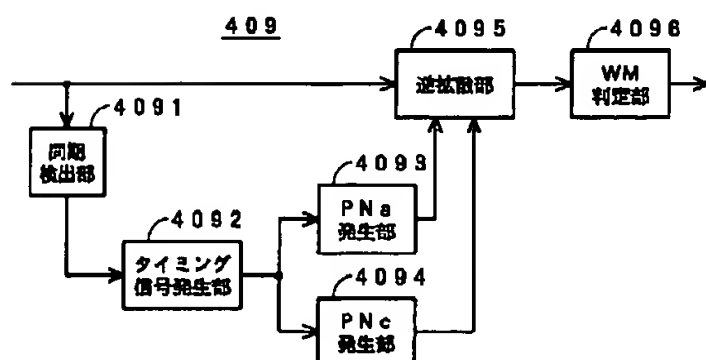 409
4095
4096
逆拡散部
WM
判定部
4091
同期
検出部
4093
PNa
発生部
4092
タイミング
信号発生部
4094
PNc
発生部